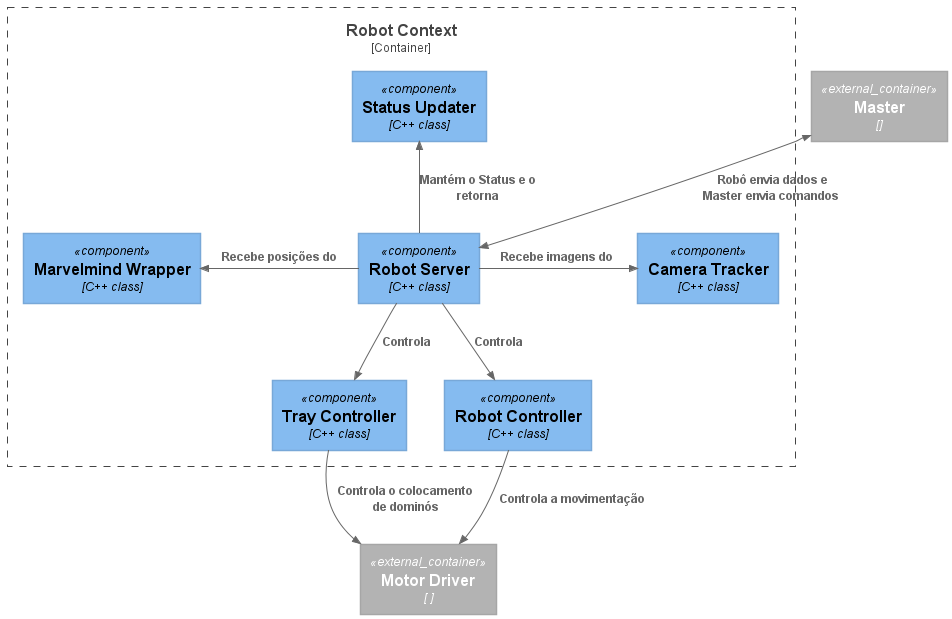 Robot Context
[Container]
«component»
Status Updater
[C++ class]
«external_container»
Master
[]
Mantém o Status e o
retorna
Robô envia dados e
Master envia comandos
«component»
Marvelmind Wrapper
[C++ class]
Recebe posições do
«component»
Robot Server
[C++ class]
Recebe imagens do
«component»
Camera Tracker
[C++ class]
Controla
Controla
«component»
Tray Controller
[C++ class]
«component»
Robot Controller
[C++ class]
Controla o colocamento
de dominós
Controla a movimentação
«external_container»
Motor Driver
[ ]